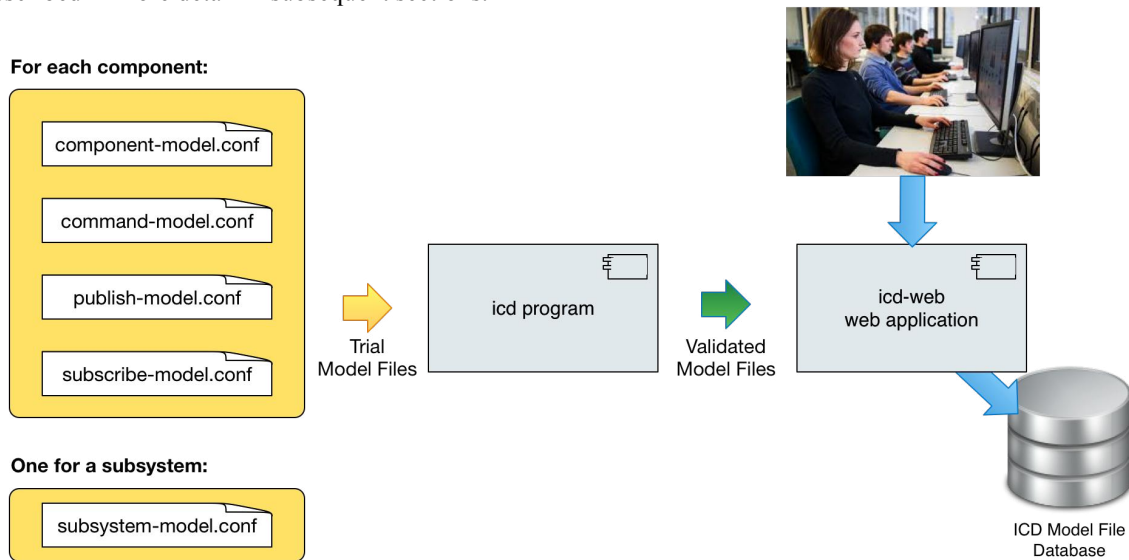 For each component:
component-model.conf
command-model.conf
publish-model.conf
subscribe-model.conf
Trial
Model Files
icd program
Validated
Model Files
icd-web
web application
One for a subsystem:
subsystem-model.conf
ICD Model File
Database